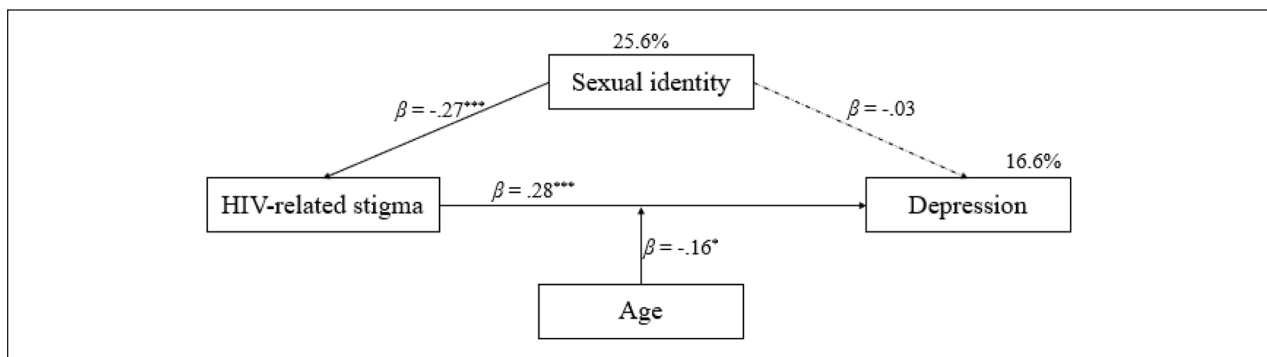 25.6%
Sexual identity
β = -.27***
β = -.03
16.6%
HIV-related stigma
β = .28***
Depression
β = -.16*
Age